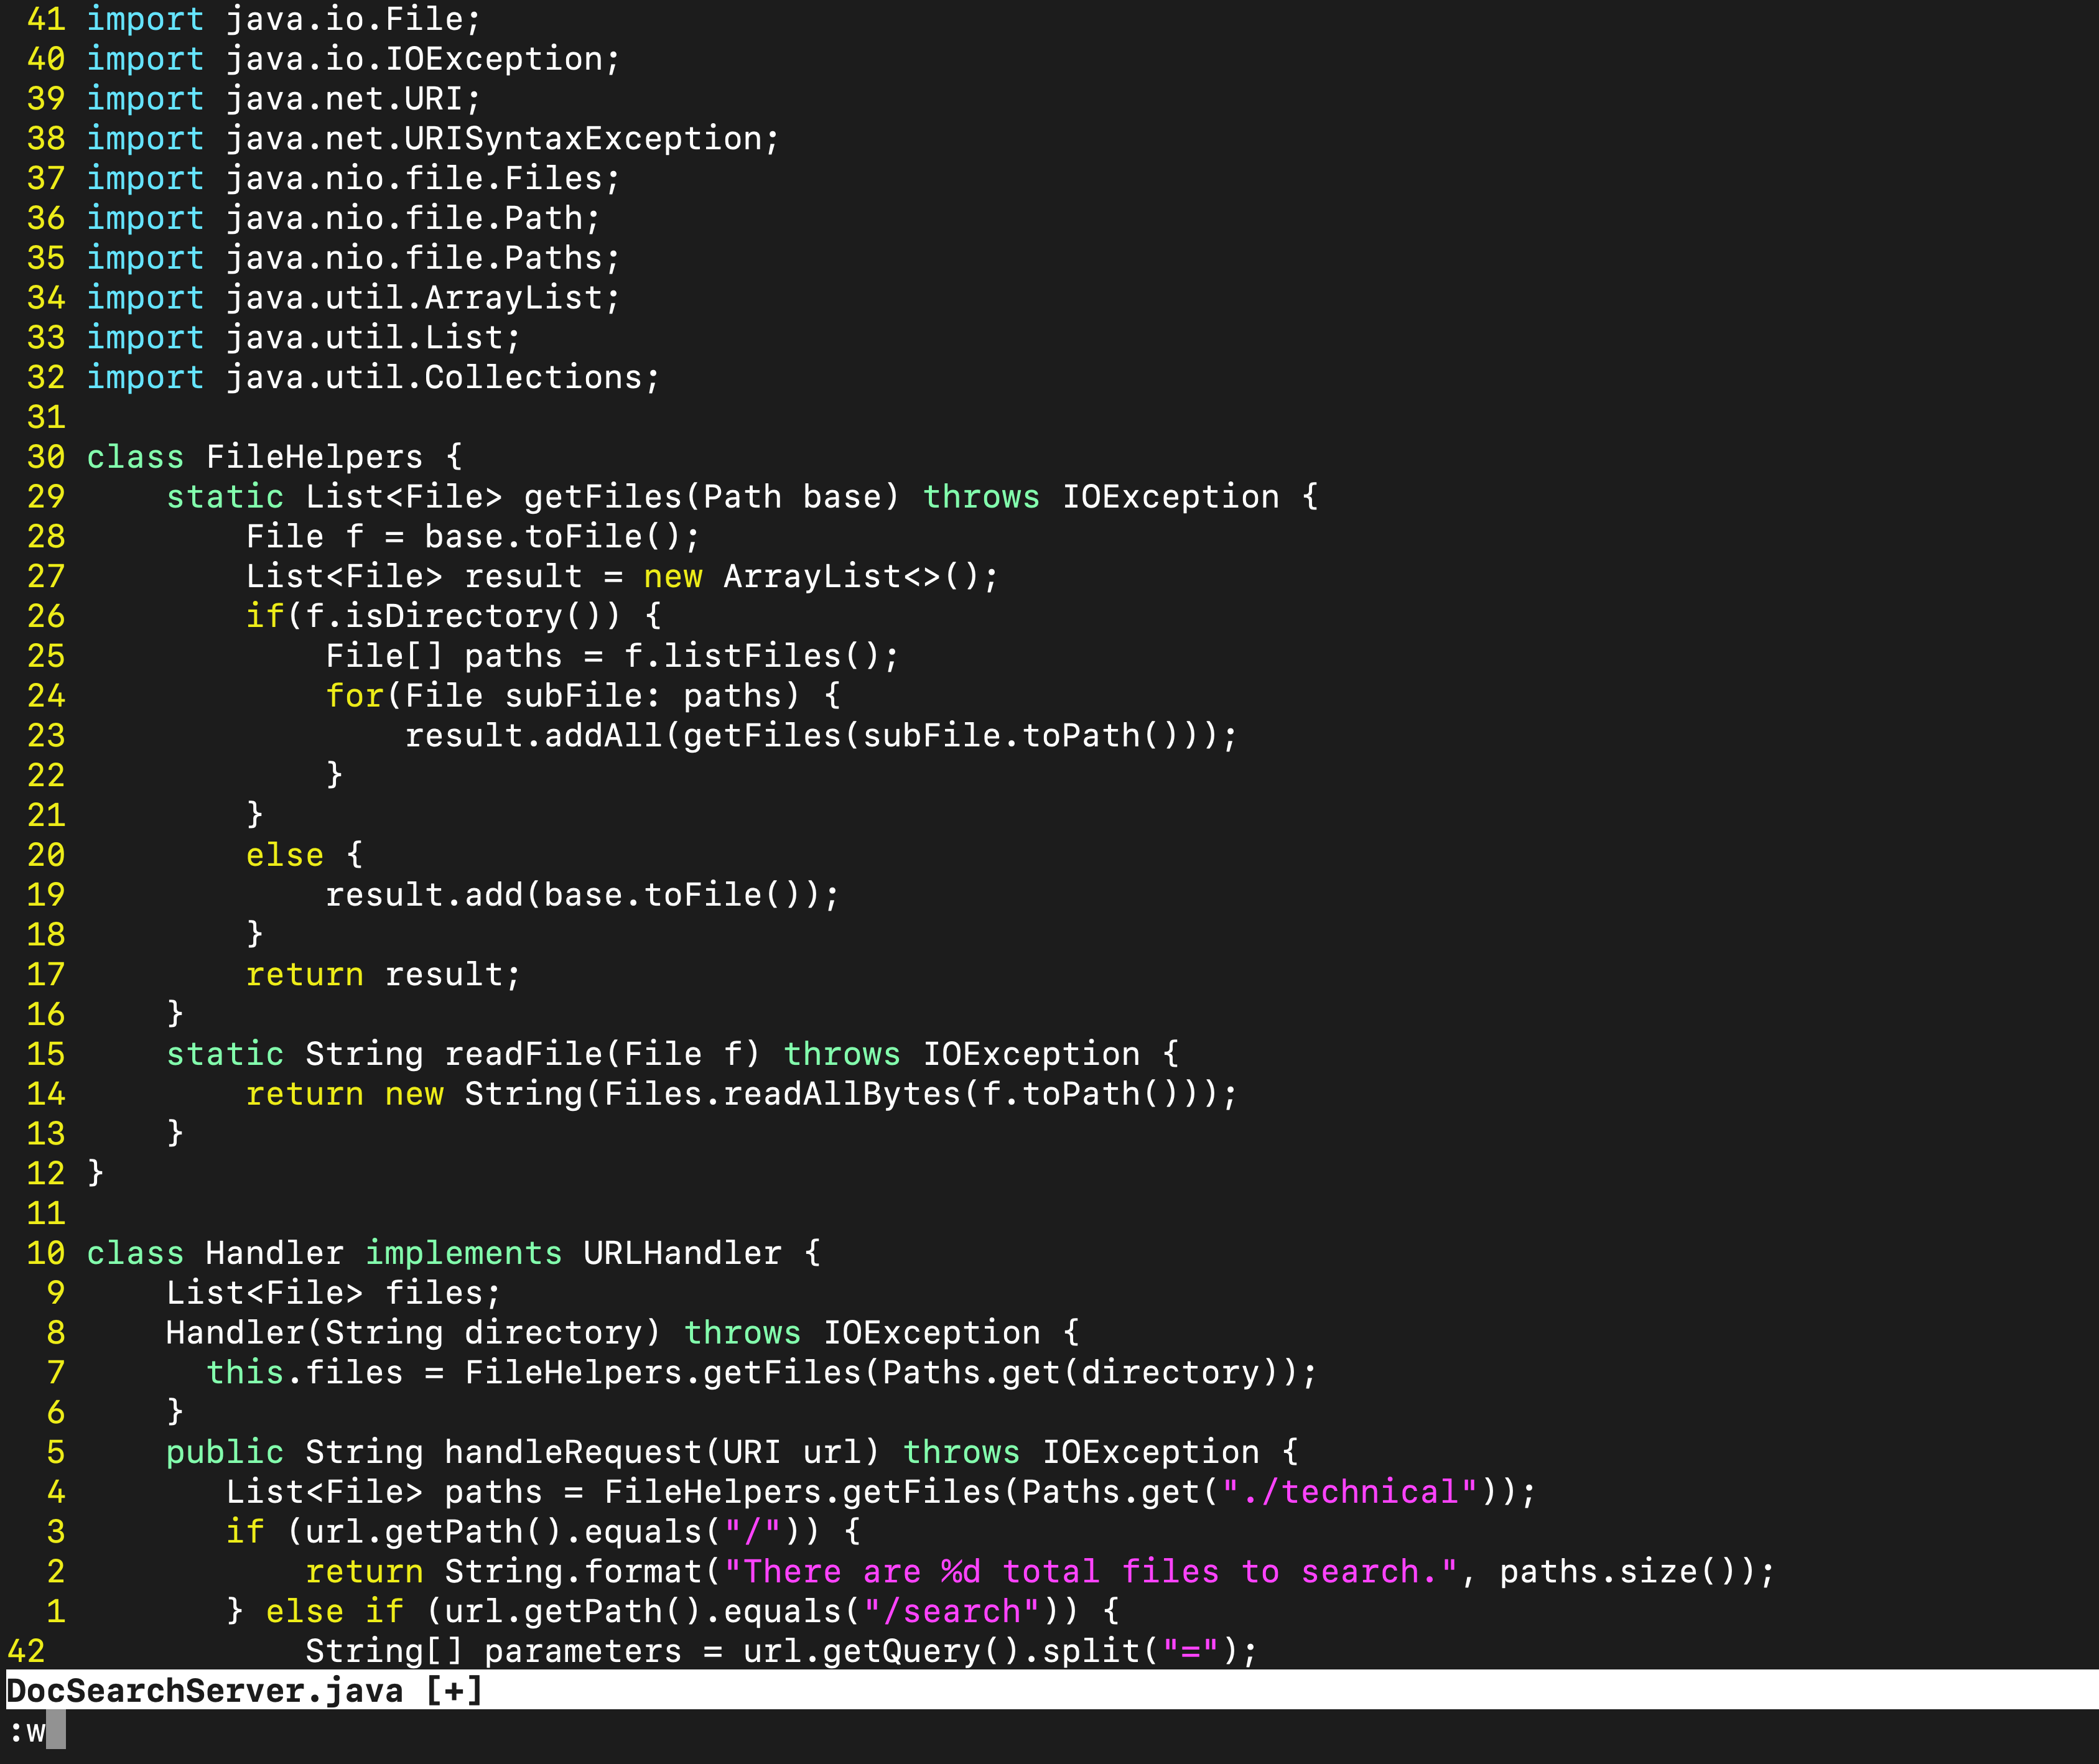 41 import java.io.File;
40 import java.io.IOException;
39 import java.net.URI;
38 import java.net.URISyntaxException;
37 import java.nio.file.Files;
36 import java.nio.file.Path;
35 import java.nio.file.Paths;
34 import java.util.ArrayList;
33 import java.util.List;
32 import java.util.Collections;
31
30 class FileHelpers {
29     static List<File> getFiles(Path base) throws IOException {
28         File f = base.toFile();
27         List<File> result = new ArrayList<>();
26         if(f.isDirectory()) {
25             File[] paths = f.listFiles();
24             for(File subFile: paths) {
23                 result.addAll(getFiles(subFile.toPath()));
22             }
21         }
20         else {
19             result.add(base.toFile());
18         }
17         return result;
16     }
15     static String readFile(File f) throws IOException {
14         return new String(Files.readAllBytes(f.toPath()));
13     }
12 }
11
10 class Handler implements URLHandler {
 9     List<File> files;
 8     Handler(String directory) throws IOException {
 7       this.files = FileHelpers.getFiles(Paths.get(directory));
 6     }
 5     public String handleRequest(URI url) throws IOException {
 4        List<File> paths = FileHelpers.getFiles(Paths.get("./technical"));
 3        if (url.getPath().equals("/")) {
 2            return String.format("There are %d total files to search.", paths.size());
 1        } else if (url.getPath().equals("/search")) {
42             String[] parameters = url.getQuery().split("=");
DocSearchServer.java [+]
:w